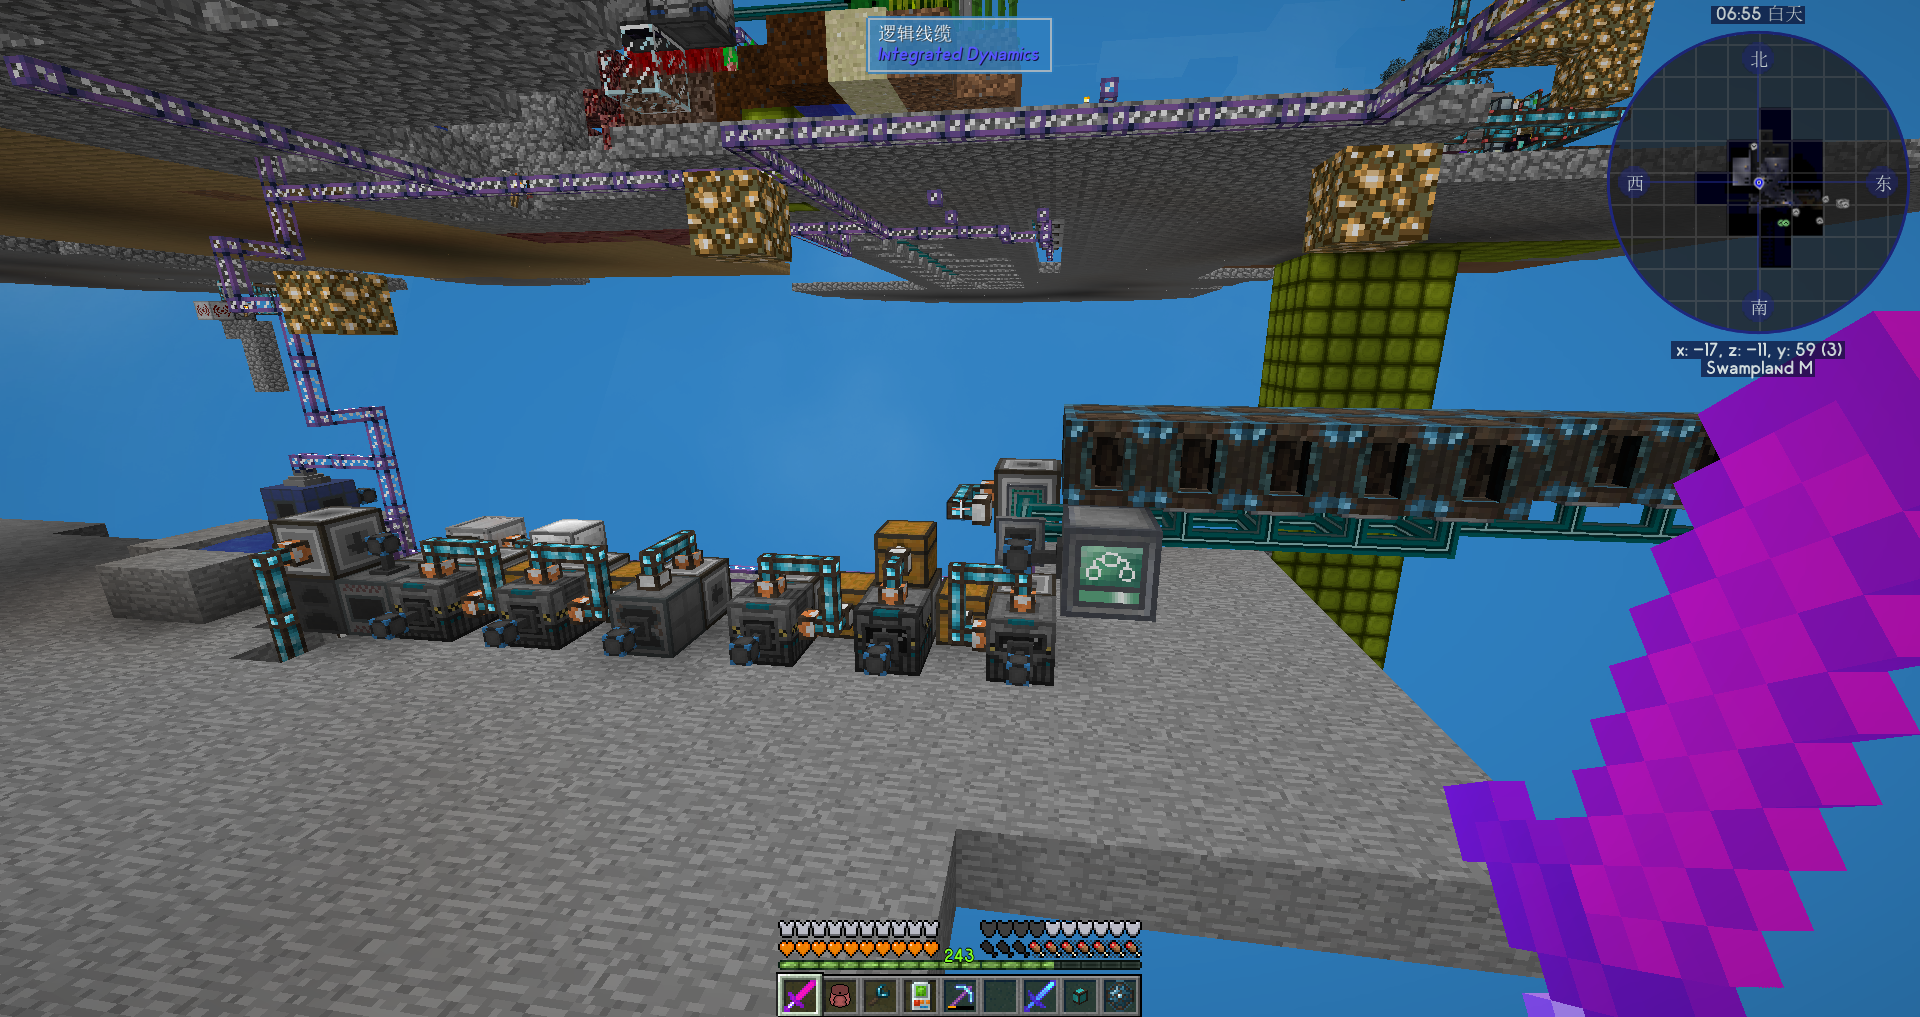 逻辑线缆
Integrated Dynamics
06:55 白天
北
西
东
南
x: -17, z: -11, y: 59 (3)
Swampland M
243